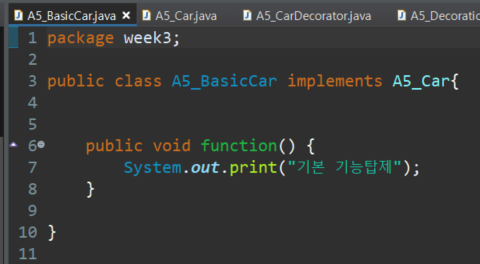 A5_BasicCar.java
A5_Car.java
A5_CarDecorator.java
A5_Decoratio
1 package week3;
2
3 public class A5_BasicCar implements A5_Car{
4
5
6 public void function() {
7 System.out.print("기본 기능탑제");
8 }
9
10 }
11